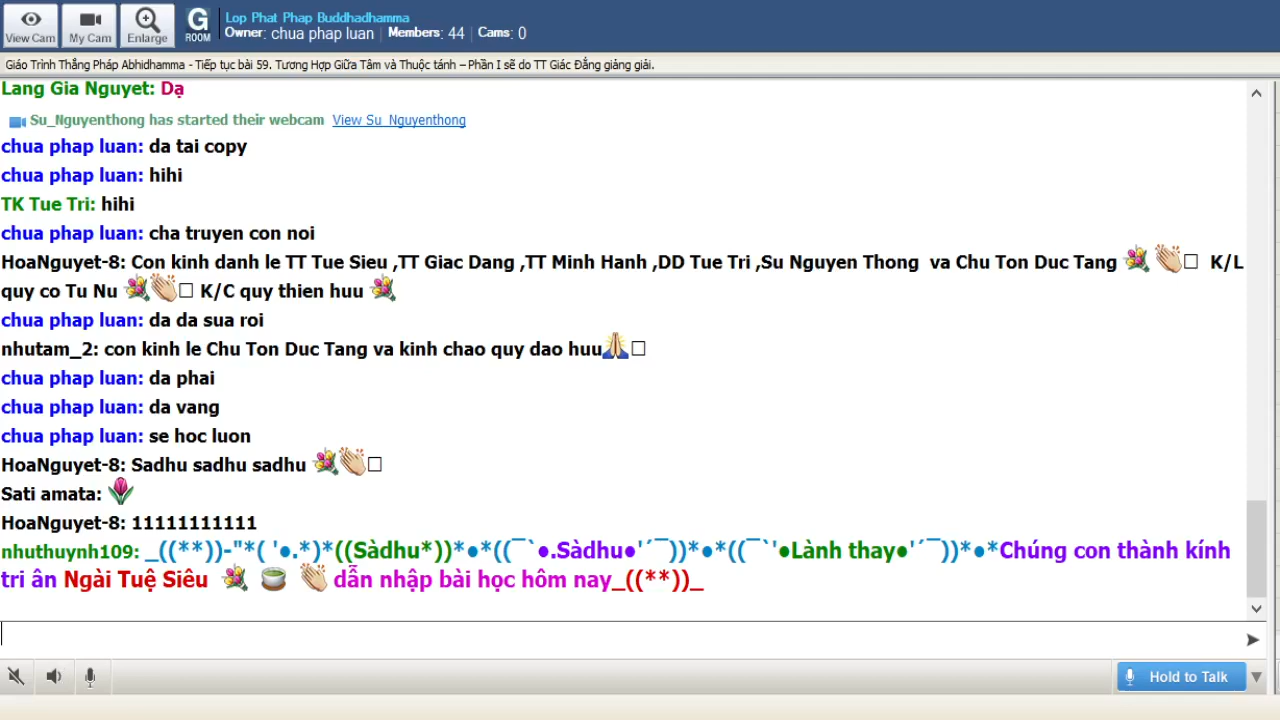 View Cam
My Cam
Enlarge
G
ROOM
Lop Phat Phap Buddhadhamma
Owner: chua phap luan | Members: 44 | Cams: 0
Giáo Trình Thắng Pháp Abhidhamma - Tiếp tục bài 59. Tương Hợp Giữa Tâm và Thuộc tánh – Phần I sẽ do TT Giác Đẳng giảng giải.
Lang Gia Nguyet: Dạ
Su_Nguyenthong has started their webcam View Su_Nguyenthong
chua phap luan: da tai copy
chua phap luan: hihi
TK Tue Tri: hihi
chua phap luan: cha truyen con noi
HoaNguyet-8: Con kinh danh le TT Tue Sieu ,TT Giac Dang ,TT Minh Hanh ,DD Tue Tri ,Su Nguyen Thong va Chu Ton Duc Tang 💐👏□ K/L
quy co Tu Nu 💐👏□ K/C quy thien huu 💐
chua phap luan: da da sua roi
nhutam_2: con kinh le Chu Ton Duc Tang va kinh chao quy dao huu🙏□
chua phap luan: da phai
chua phap luan: da vang
chua phap luan: se hoc luon
HoaNguyet-8: Sadhu sadhu sadhu 💐👏□
Sati amata: 🌷
HoaNguyet-8: 11111111111
nhuthuynh109: _((**))-"*( '●.*)*((Sàdhu*))*●*((¯`●.Sàdhu●'´¯))*●*((¯`'●Lành thay●'´¯))*●*Chúng con thành kính
tri ân Ngài Tuệ Siêu 💐 🍵 👏 dẫn nhập bài học hôm nay_((**))_
Hold to Talk